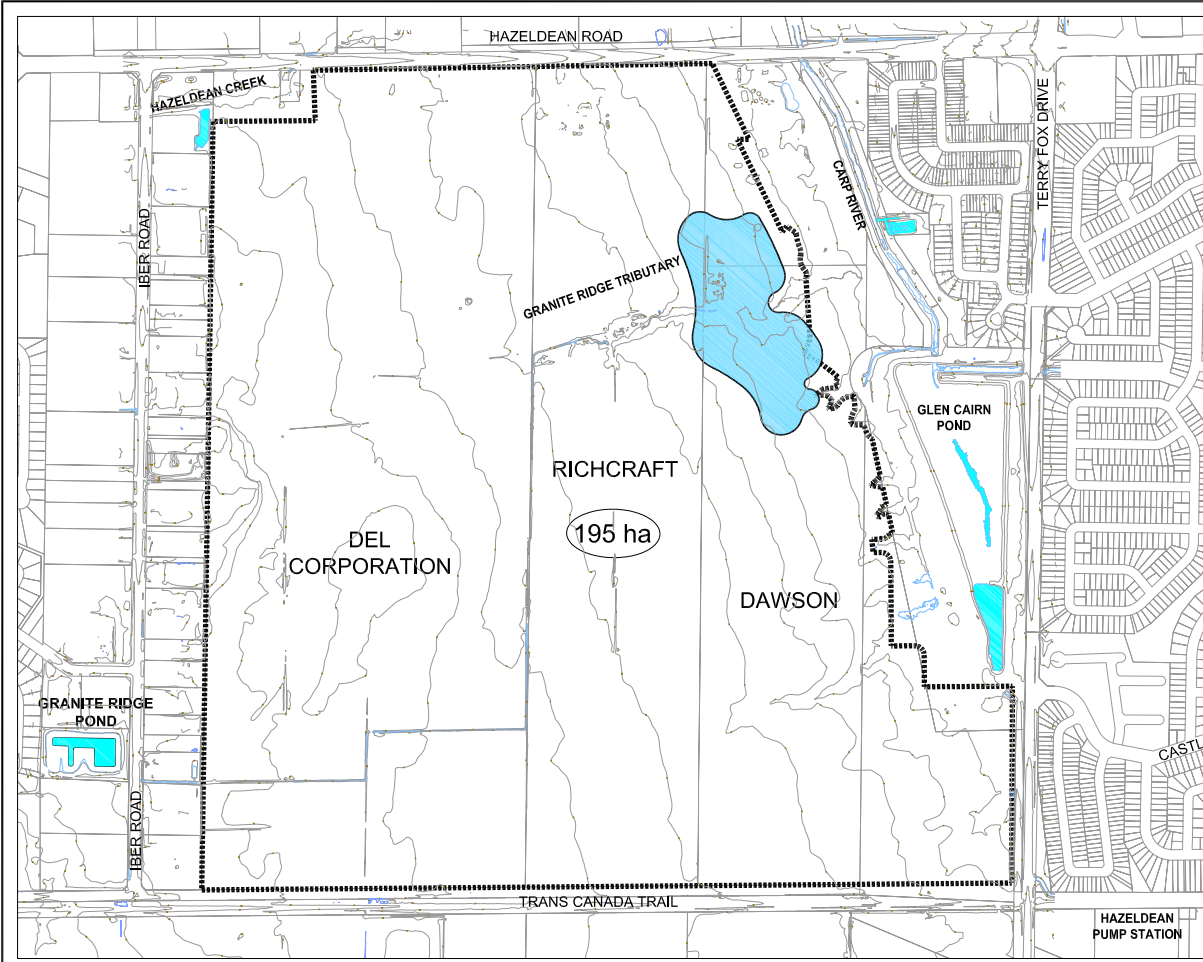 HAZELDEAN ROAD
HAZELDEAN CREEK
TERRY FOX DRIVE
CARP RIVER
IBER ROAD
GRANITE RIDGE TRIBUTARY
GLEN CAIRN
POND
RICHCRAFT
195 ha
DEL
CORPORATION
DAWSON
GRANITE RIDGE
POND
CASTL
IBER ROAD
TRANS CANADA TRAIL
HAZELDEAN
PUMP STATION